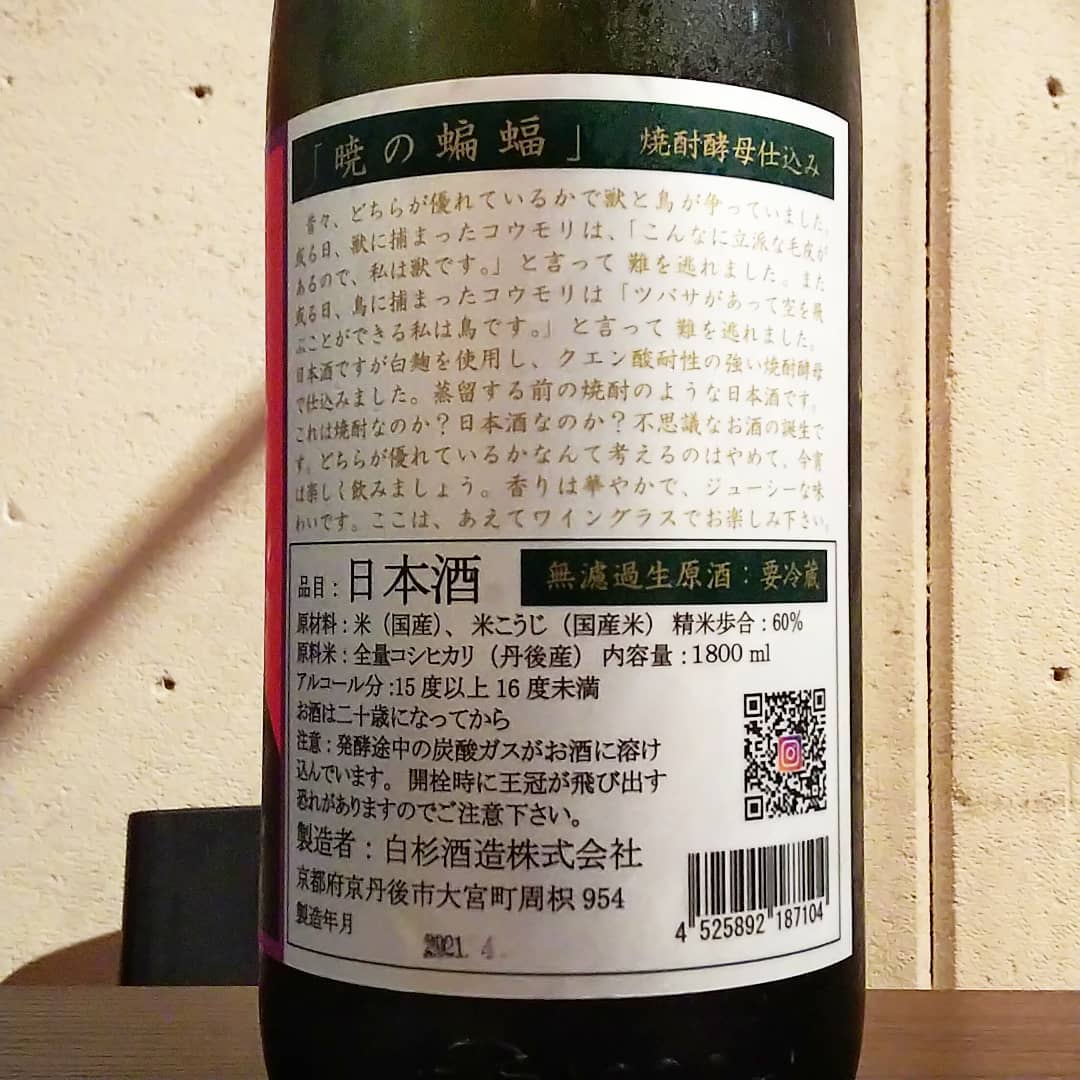 「暁の蝙蝠」 焼酎酵母仕込み
昔々、どちらが優れているかで獣と鳥が争っていました。
或る日、獣に捕まったコウモリは、「こんなに立派な毛皮が
あるので、私は獣です。」と言って 難を逃れました。また
或る日、鳥に捕まったコウモリは「ツバサがあって空を飛
ぶことができる私は鳥です。」と言って 難を逃れました。
日本酒ですが白麹を使用し、クエン酸耐性の強い焼酎酵母
で仕込みました。蒸留する前の焼酎のような日本酒です。
これは焼酎なのか？日本酒なのか？不思議なお酒の誕生で
す。どちらが優れているかなんて考えるのはやめて、今宵
は楽しく飲みましょう。香りは華やかで、ジューシーな味
わいです。ここは、あえてワイングラスでお楽しみ下さい。
品目：日本酒 無濾過生原酒：要冷蔵
原材料：米（国産）、米こうじ（国産米） 精米歩合：60%
原料米：全量コシヒカリ（丹後産） 内容量：1800 ml
アルコール分：15度以上16度未満
お酒は二十歳になってから
注意：発酵途中の炭酸ガスがお酒に溶け
込んでいます。開栓時に王冠が飛び出す
恐れがありますのでご注意下さい。
製造者：白杉酒造株式会社
京都府京丹後市大宮町周枳954
製造年月
2021. 4
4 525892 187104